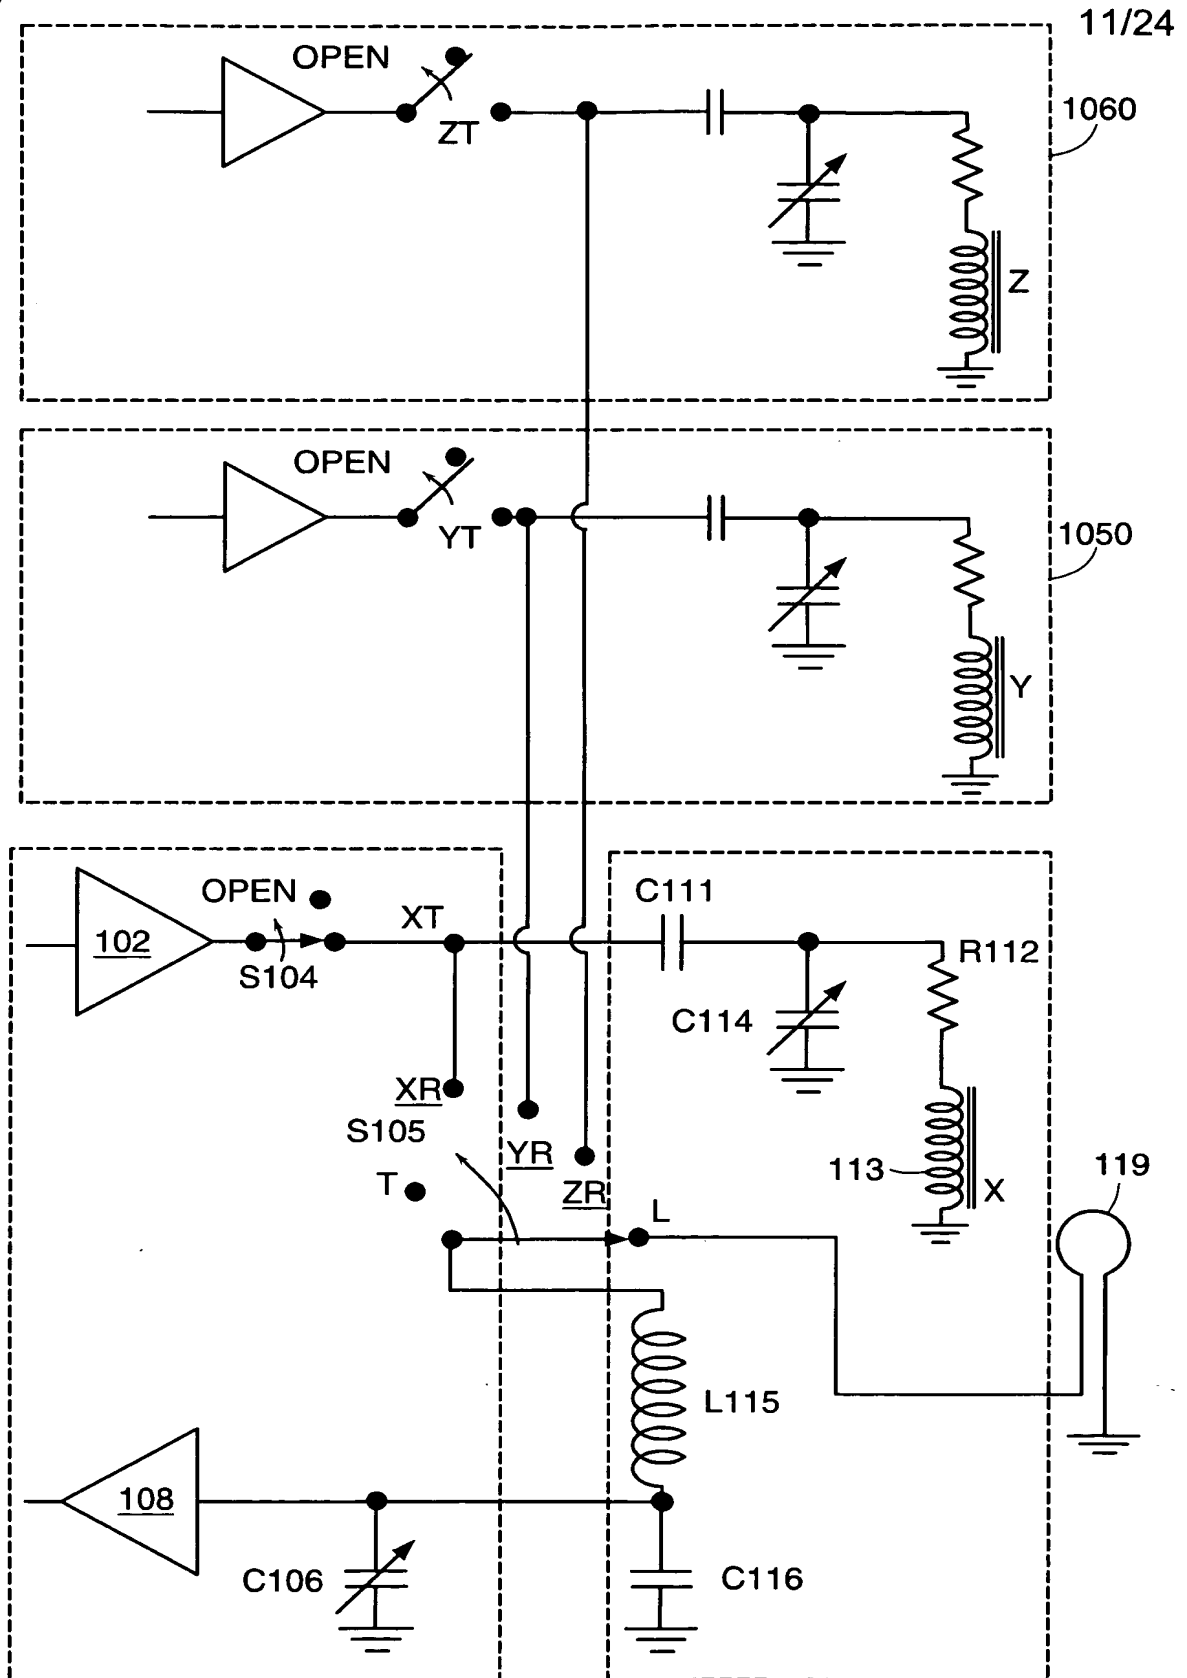 11/24
OPEN
ZT
1060
Z
OPEN
YT
1050
Y
OPEN
102
S104
XT
C111
R112
C114
XR
S105
YR
T
ZR
L
113
X
119
L115
108
C106
C116